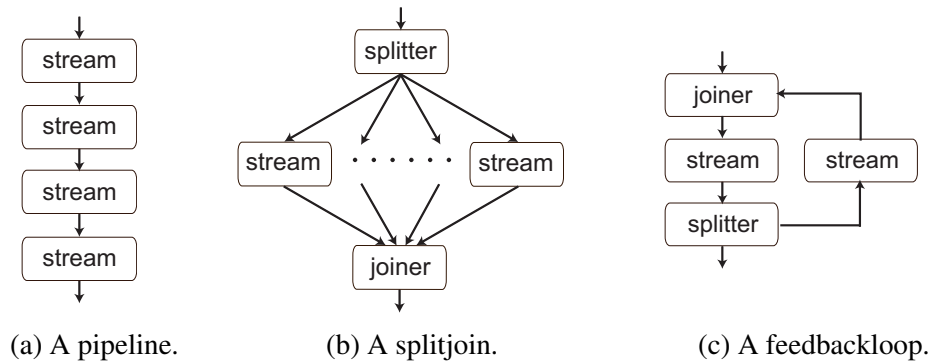 stream
stream
stream
stream
(a) A pipeline.
splitter
stream
stream
joiner
(b) A splitjoin.
joiner
stream
stream
splitter
(c) A feedbackloop.